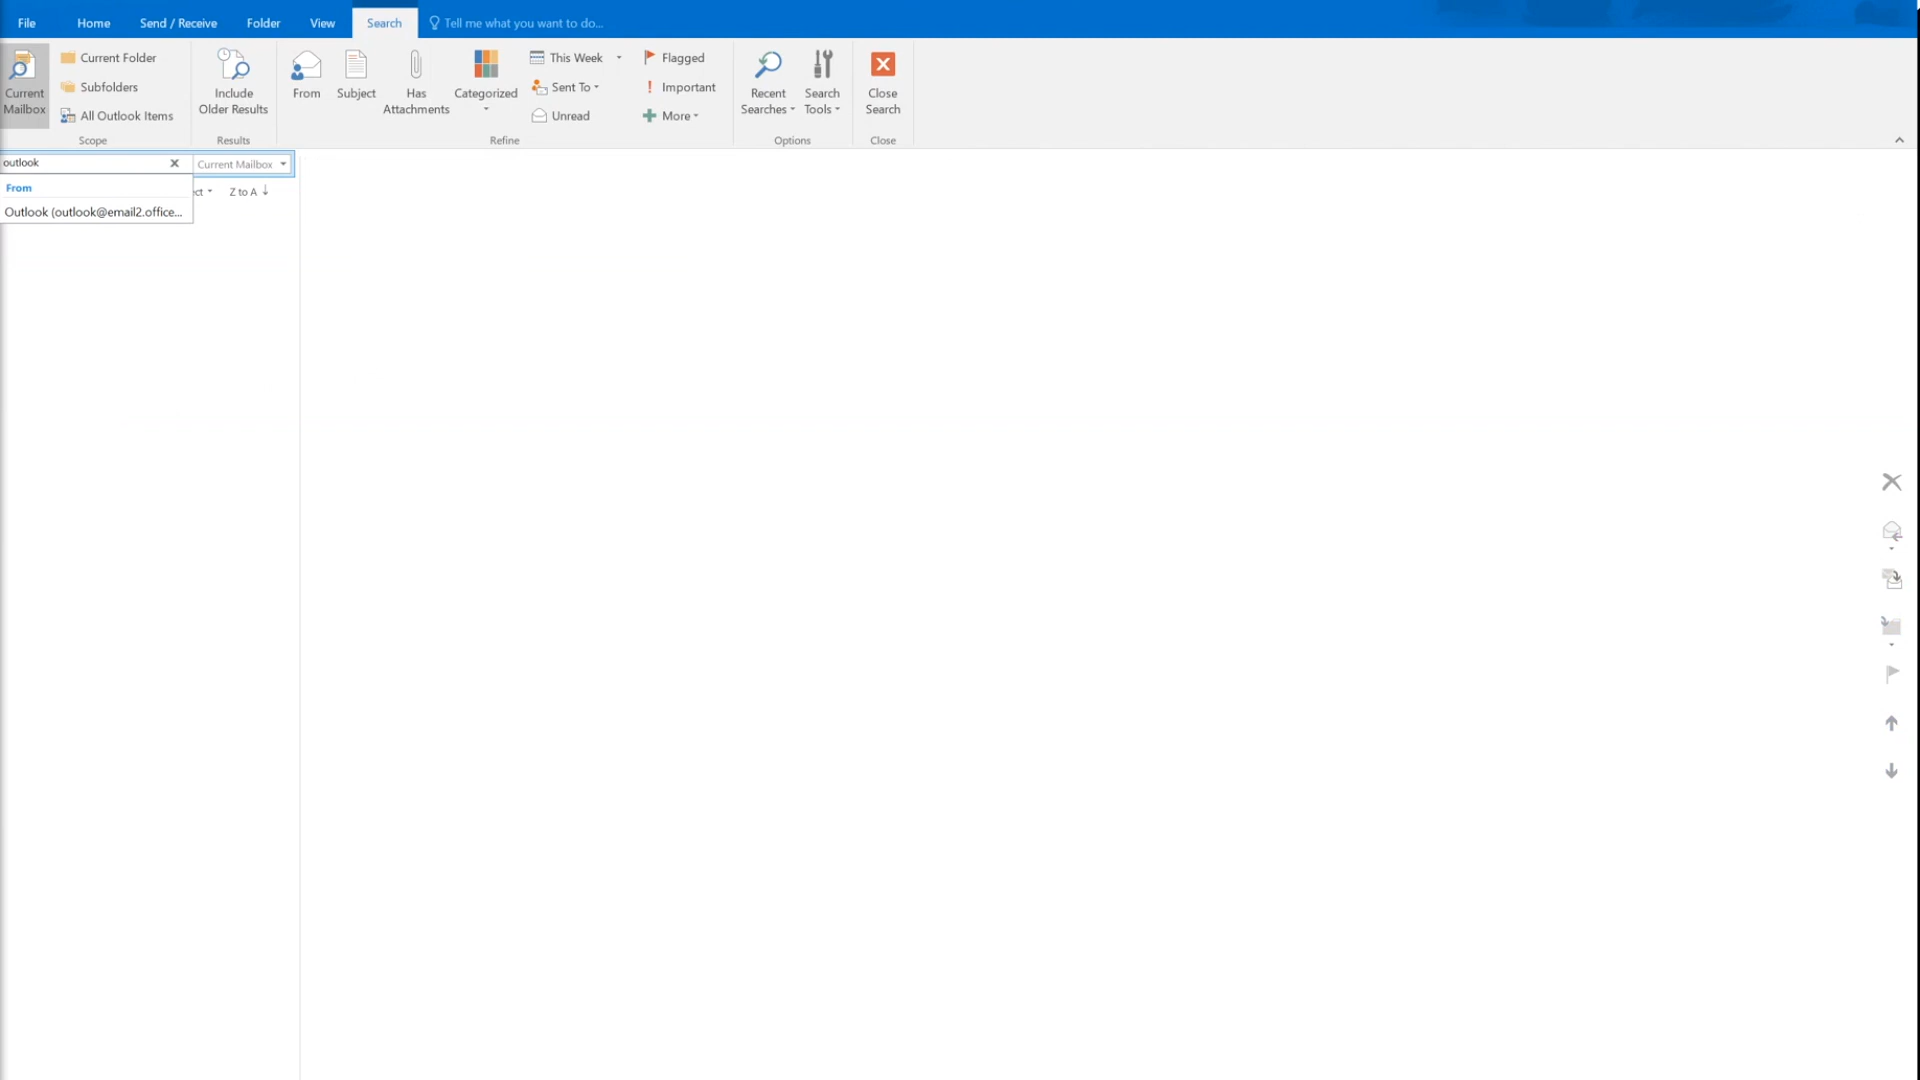 File Home Send / Receive Folder View Search Tell me what you want to do...
Current Mailbox
Current Folder
Subfolders
All Outlook Items
Scope
Include Older Results
Results
From
Subject
Has Attachments
Categorized
This Week
Sent To
Unread
Flagged
Important
More
Refine
Recent Searches
Search Tools
Options
Close Search
Close
outlook
Current Mailbox
From
ect
Z to A
Outlook (outlook@email2.office...